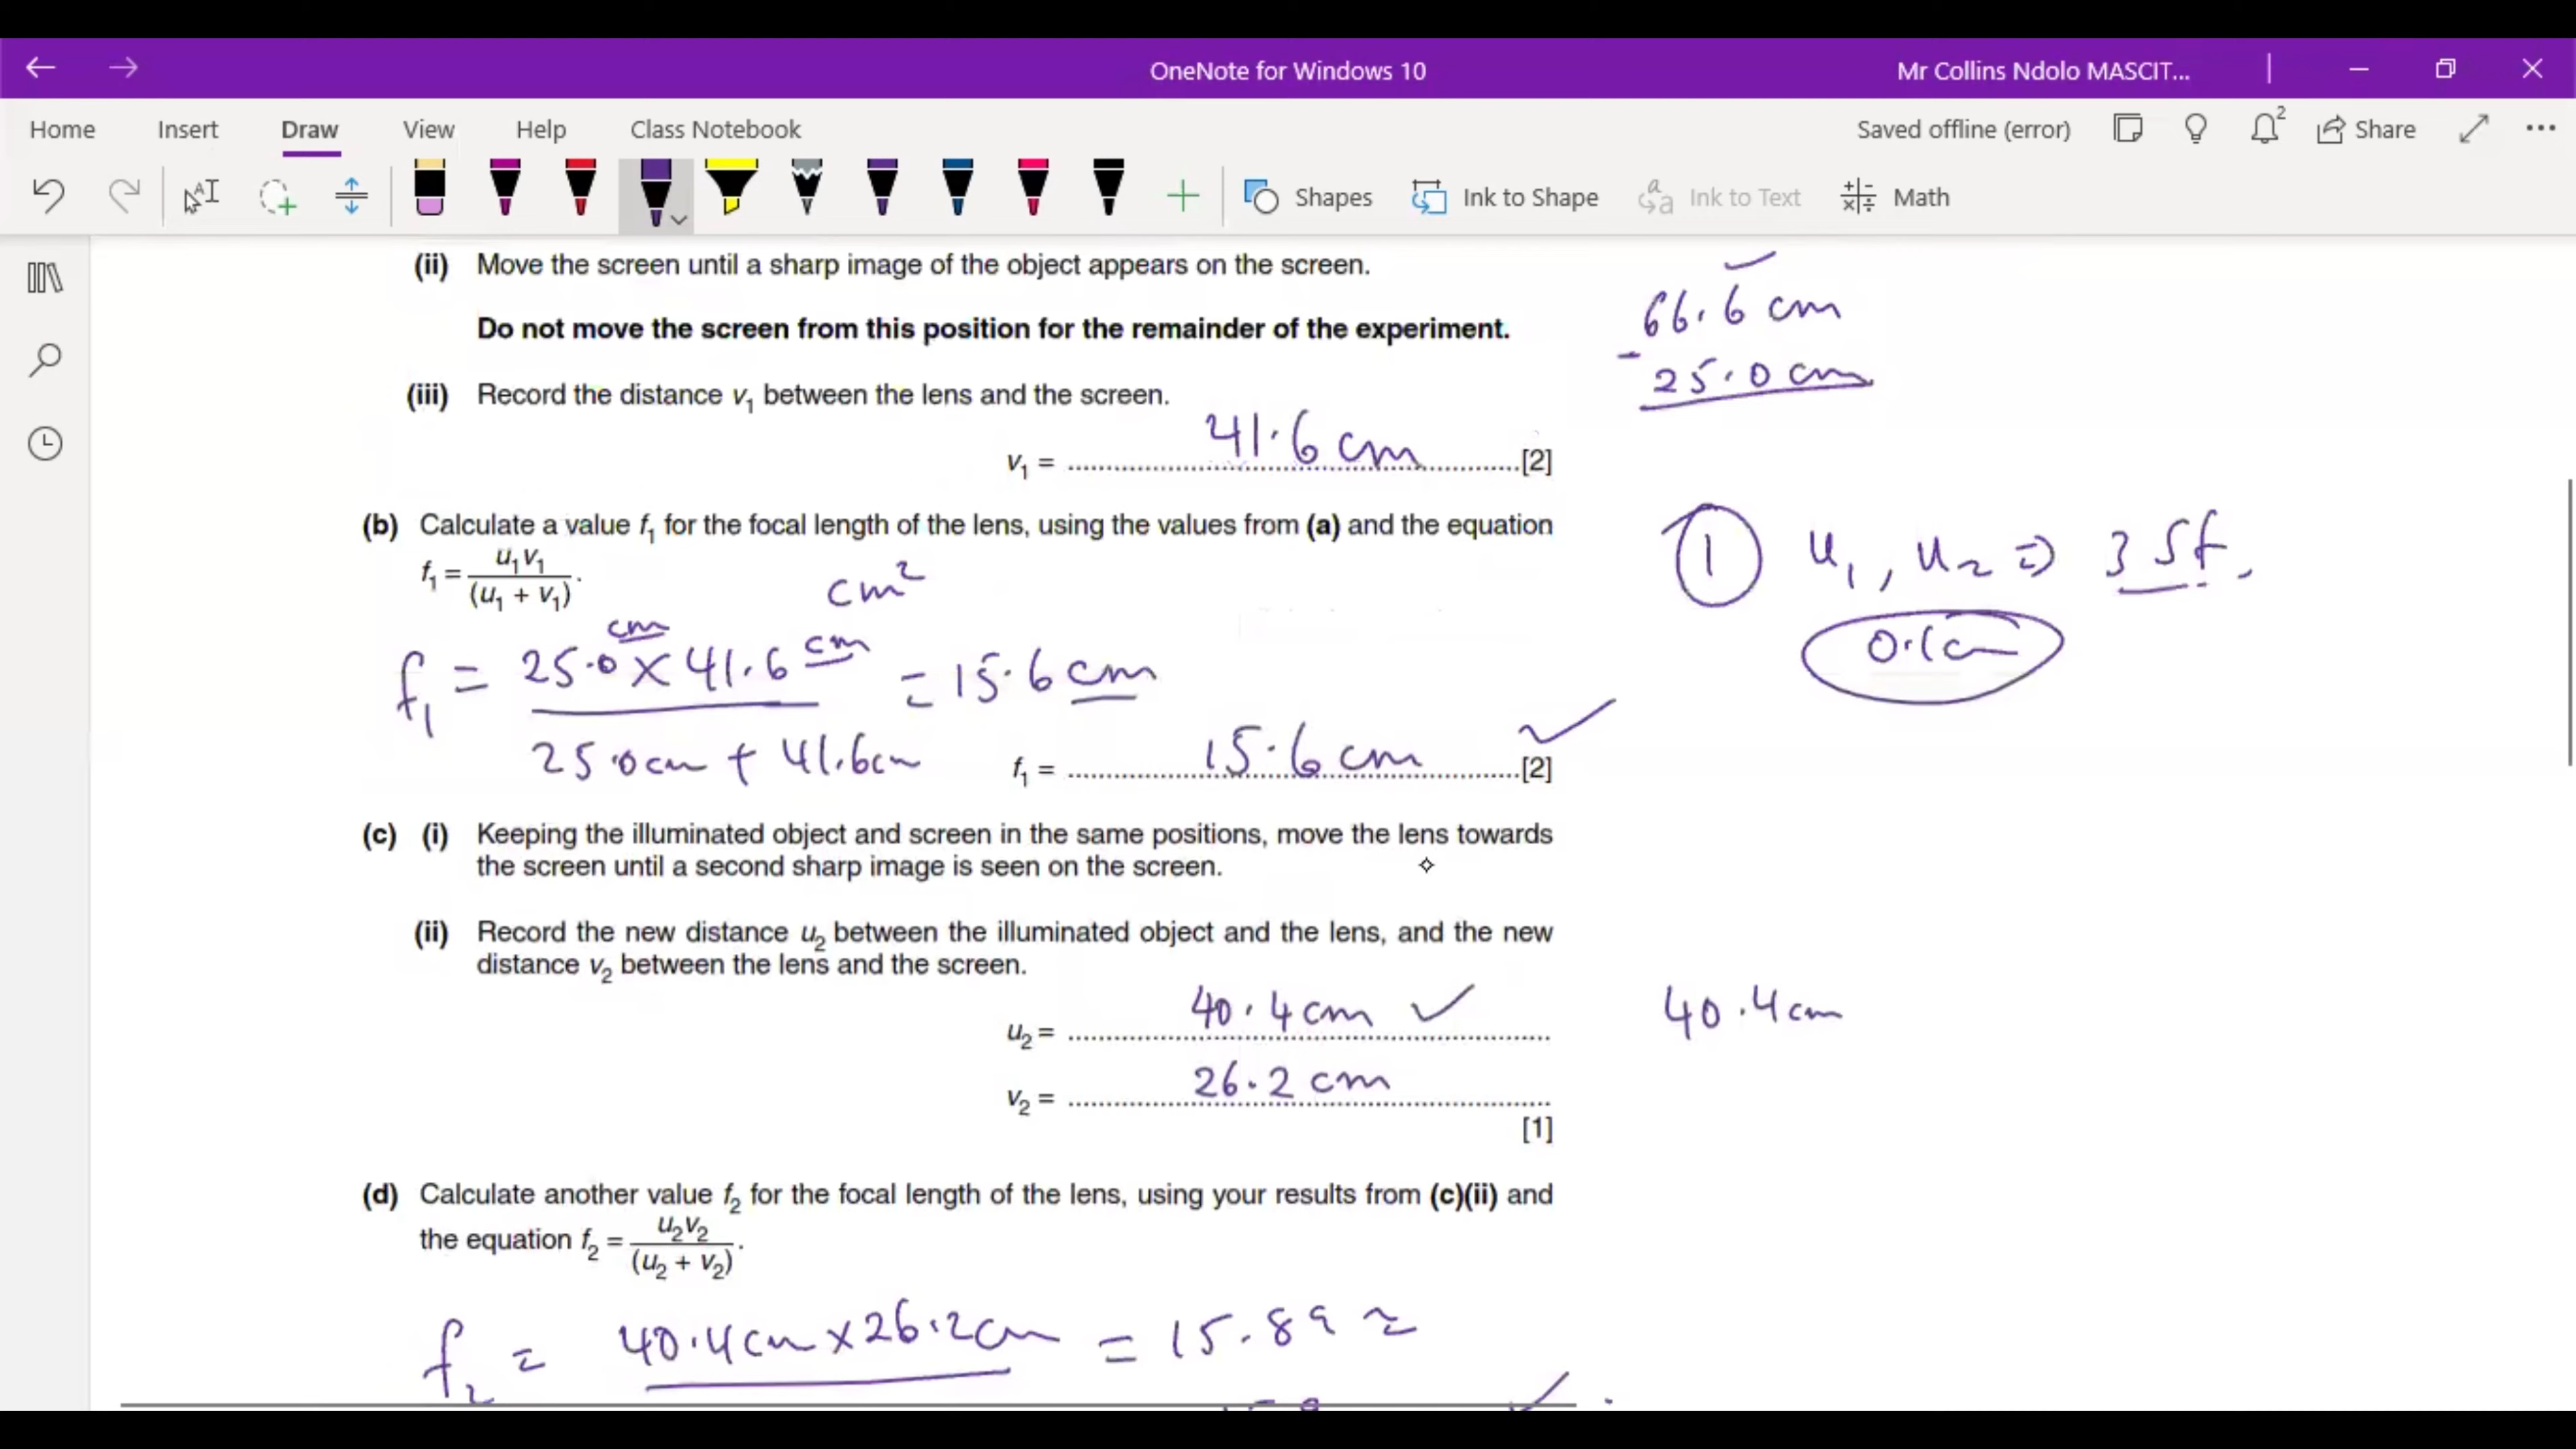 OneNote for Windows 10
Mr Collins Ndolo MASCIT...
Home Insert Draw View Help Class Notebook
Saved offline (error)
2
Share
Shapes Ink to Shape Ink to Text Math
(ii) Move the screen until a sharp image of the object appears on the screen.
66.6 cm
Do not move the screen from this position for the remainder of the experiment.
- 25.0 cm
(iii) Record the distance v₁ between the lens and the screen.
v₁ = 41.6 cm [2]
(b) Calculate a value f₁ for the focal length of the lens, using the values from (a) and the equation
f₁ = u₁v₁ / (u₁ + v₁).
cm²
① u₁, u₂ ⇒ 3 sf.
0.1cm
f₁ = 25.0 cm × 41.6 cm = 15.6 cm
25.0cm + 41.6cm
f₁ = 15.6 cm [2]
(c) (i) Keeping the illuminated object and screen in the same positions, move the lens towards
the screen until a second sharp image is seen on the screen.
(ii) Record the new distance u₂ between the illuminated object and the lens, and the new
distance v₂ between the lens and the screen.
u₂ = 40.4 cm ✓
40.4 cm
v₂ = 26.2 cm
[1]
(d) Calculate another value f₂ for the focal length of the lens, using your results from (c)(ii) and
the equation f₂ = u₂v₂ / (u₂ + v₂).
f₂ = 40.4 cm × 26.2 cm = 15.89 ≈